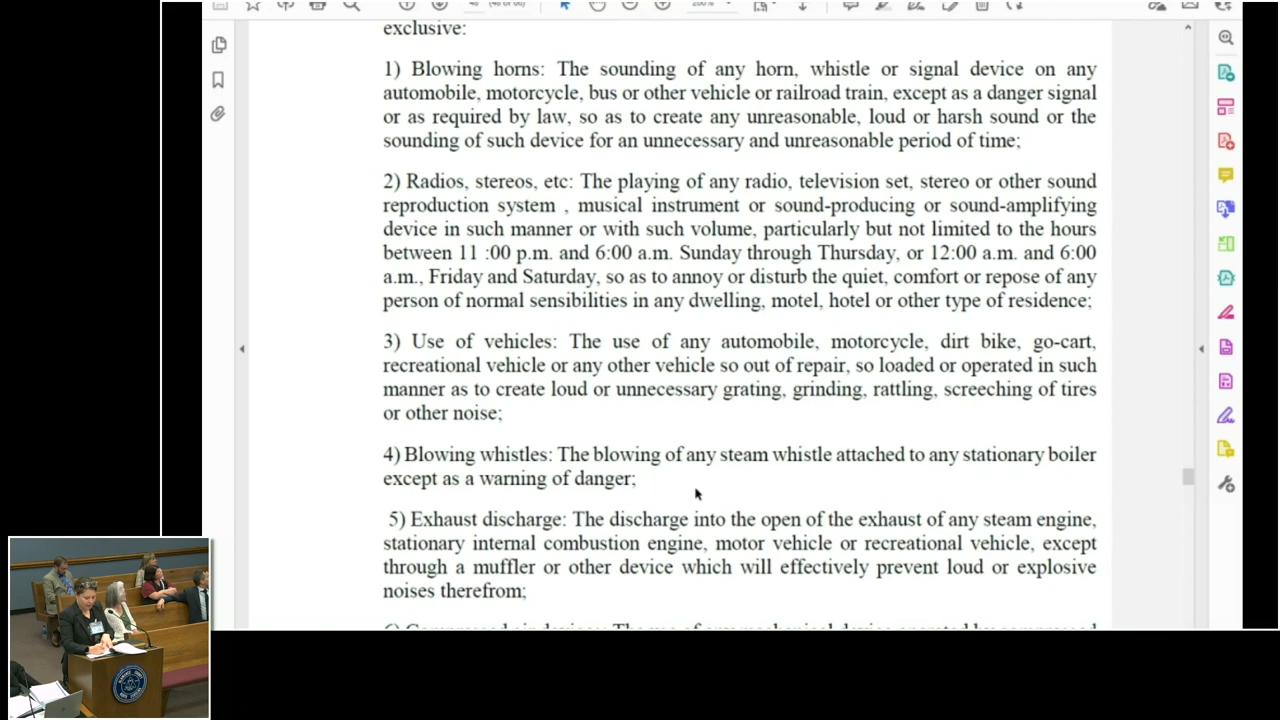 exclusive:
1) Blowing horns: The sounding of any horn, whistle or signal device on any
automobile, motorcycle, bus or other vehicle or railroad train, except as a danger signal
or as required by law, so as to create any unreasonable, loud or harsh sound or the
sounding of such device for an unnecessary and unreasonable period of time;
2) Radios, stereos, etc: The playing of any radio, television set, stereo or other sound
reproduction system , musical instrument or sound-producing or sound-amplifying
device in such manner or with such volume, particularly but not limited to the hours
between 11 :00 p.m. and 6:00 a.m. Sunday through Thursday, or 12:00 a.m. and 6:00
a.m., Friday and Saturday, so as to annoy or disturb the quiet, comfort or repose of any
person of normal sensibilities in any dwelling, motel, hotel or other type of residence;
3) Use of vehicles: The use of any automobile, motorcycle, dirt bike, go-cart,
recreational vehicle or any other vehicle so out of repair, so loaded or operated in such
manner as to create loud or unnecessary grating, grinding, rattling, screeching of tires
or other noise;
4) Blowing whistles: The blowing of any steam whistle attached to any stationary boiler
except as a warning of danger;
5) Exhaust discharge: The discharge into the open of the exhaust of any steam engine,
stationary internal combustion engine, motor vehicle or recreational vehicle, except
through a muffler or other device which will effectively prevent loud or explosive
noises therefrom;